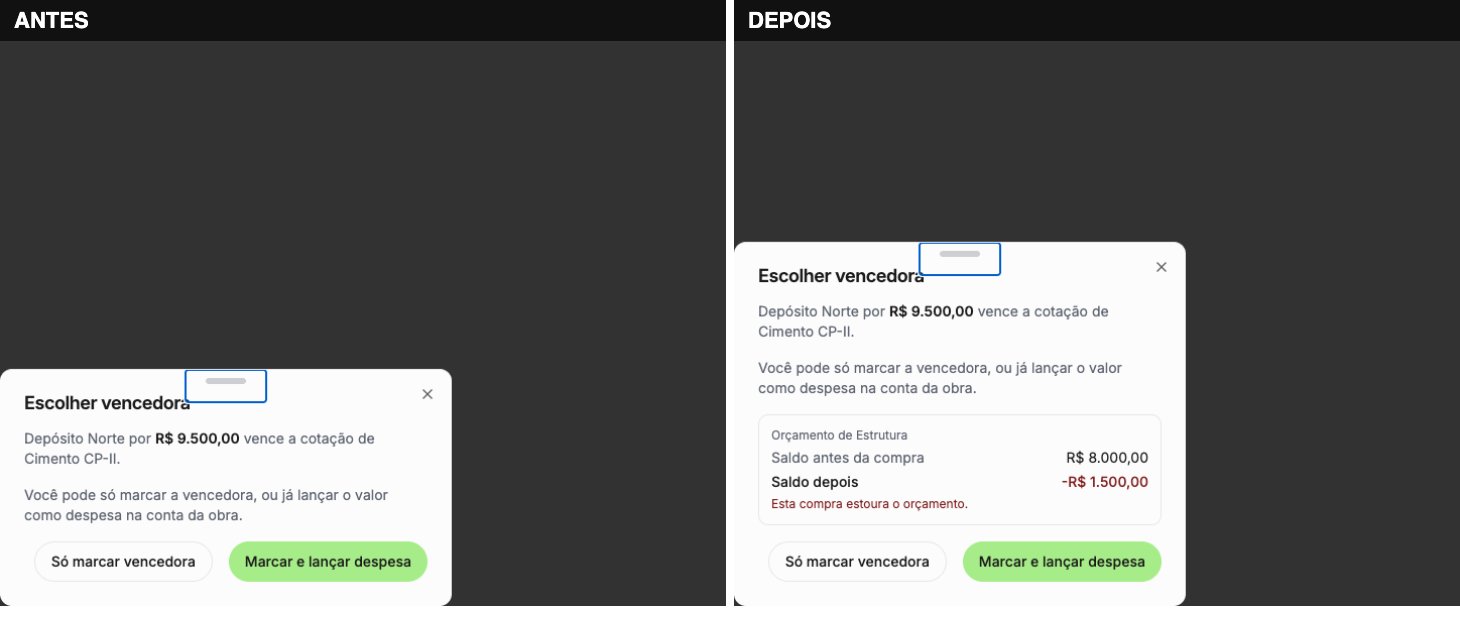 ANTES
Escolher vencedora
Depósito Norte por R$ 9.500,00 vence a cotação de
Cimento CP-II.
Você pode só marcar a vencedora, ou já lançar o valor
como despesa na conta da obra.
Só marcar vencedora
Marcar e lançar despesa
DEPOIS
Escolher vencedora
Depósito Norte por R$ 9.500,00 vence a cotação de
Cimento CP-II.
Você pode só marcar a vencedora, ou já lançar o valor
como despesa na conta da obra.
Orçamento de Estrutura
Saldo antes da compra R$ 8.000,00
Saldo depois -R$ 1.500,00
Esta compra estoura o orçamento.
Só marcar vencedora
Marcar e lançar despesa